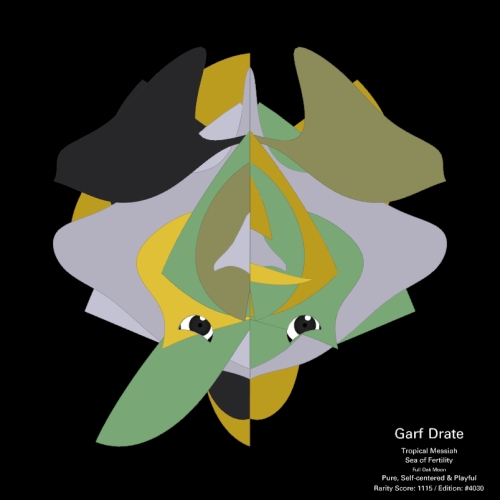 Garf Drate
Tropical Messiah
Sea of Fertility
Full Oak Moon
Pure, Self-centered & Playful
Rarity Score: 1115 / Edition: #4030